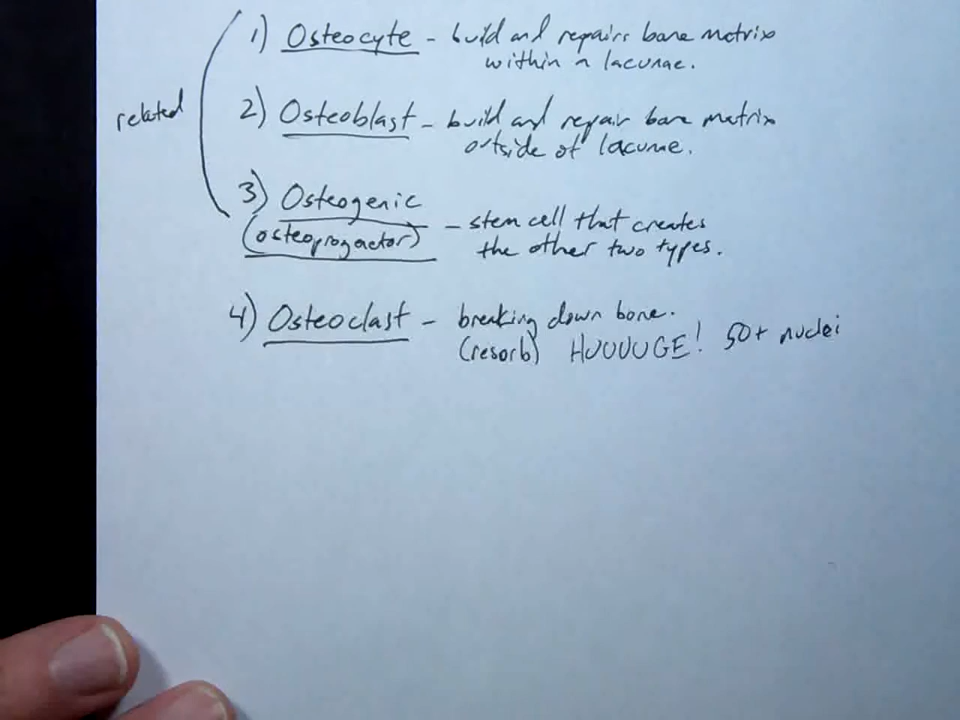 1) Osteocyte - build and repairs bone matrix
within a lacunae.
related
2) Osteoblast - build and repair bone matrix
outside of lacunae.
3) Osteogenic
(osteoprogactor) - stem cell that creates
the other two types.
4) Osteoclast - breaking down bone.
(resorb) HUUUUGE! 50+ nuclei